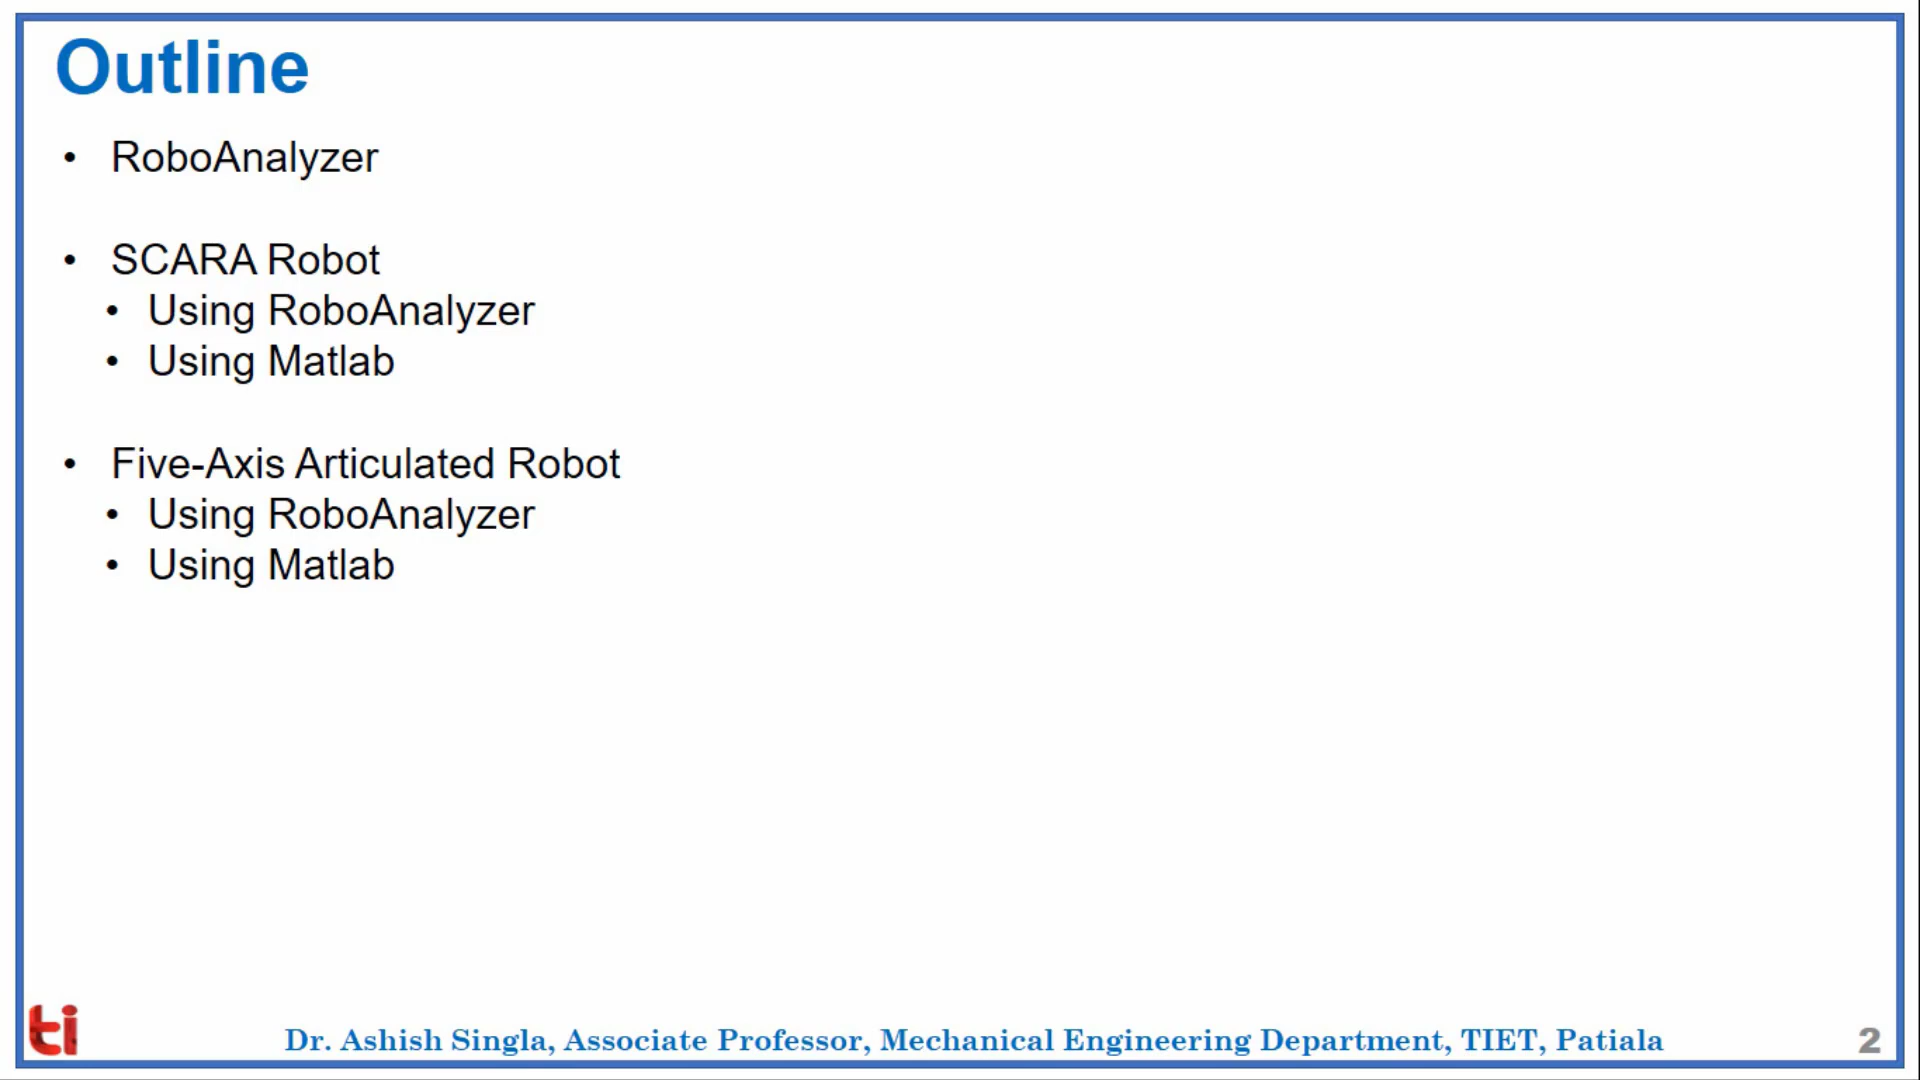 Outline
• RoboAnalyzer
• SCARA Robot
• Using RoboAnalyzer
• Using Matlab
• Five-Axis Articulated Robot
• Using RoboAnalyzer
• Using Matlab
ti
Dr. Ashish Singla, Associate Professor, Mechanical Engineering Department, TIET, Patiala
2